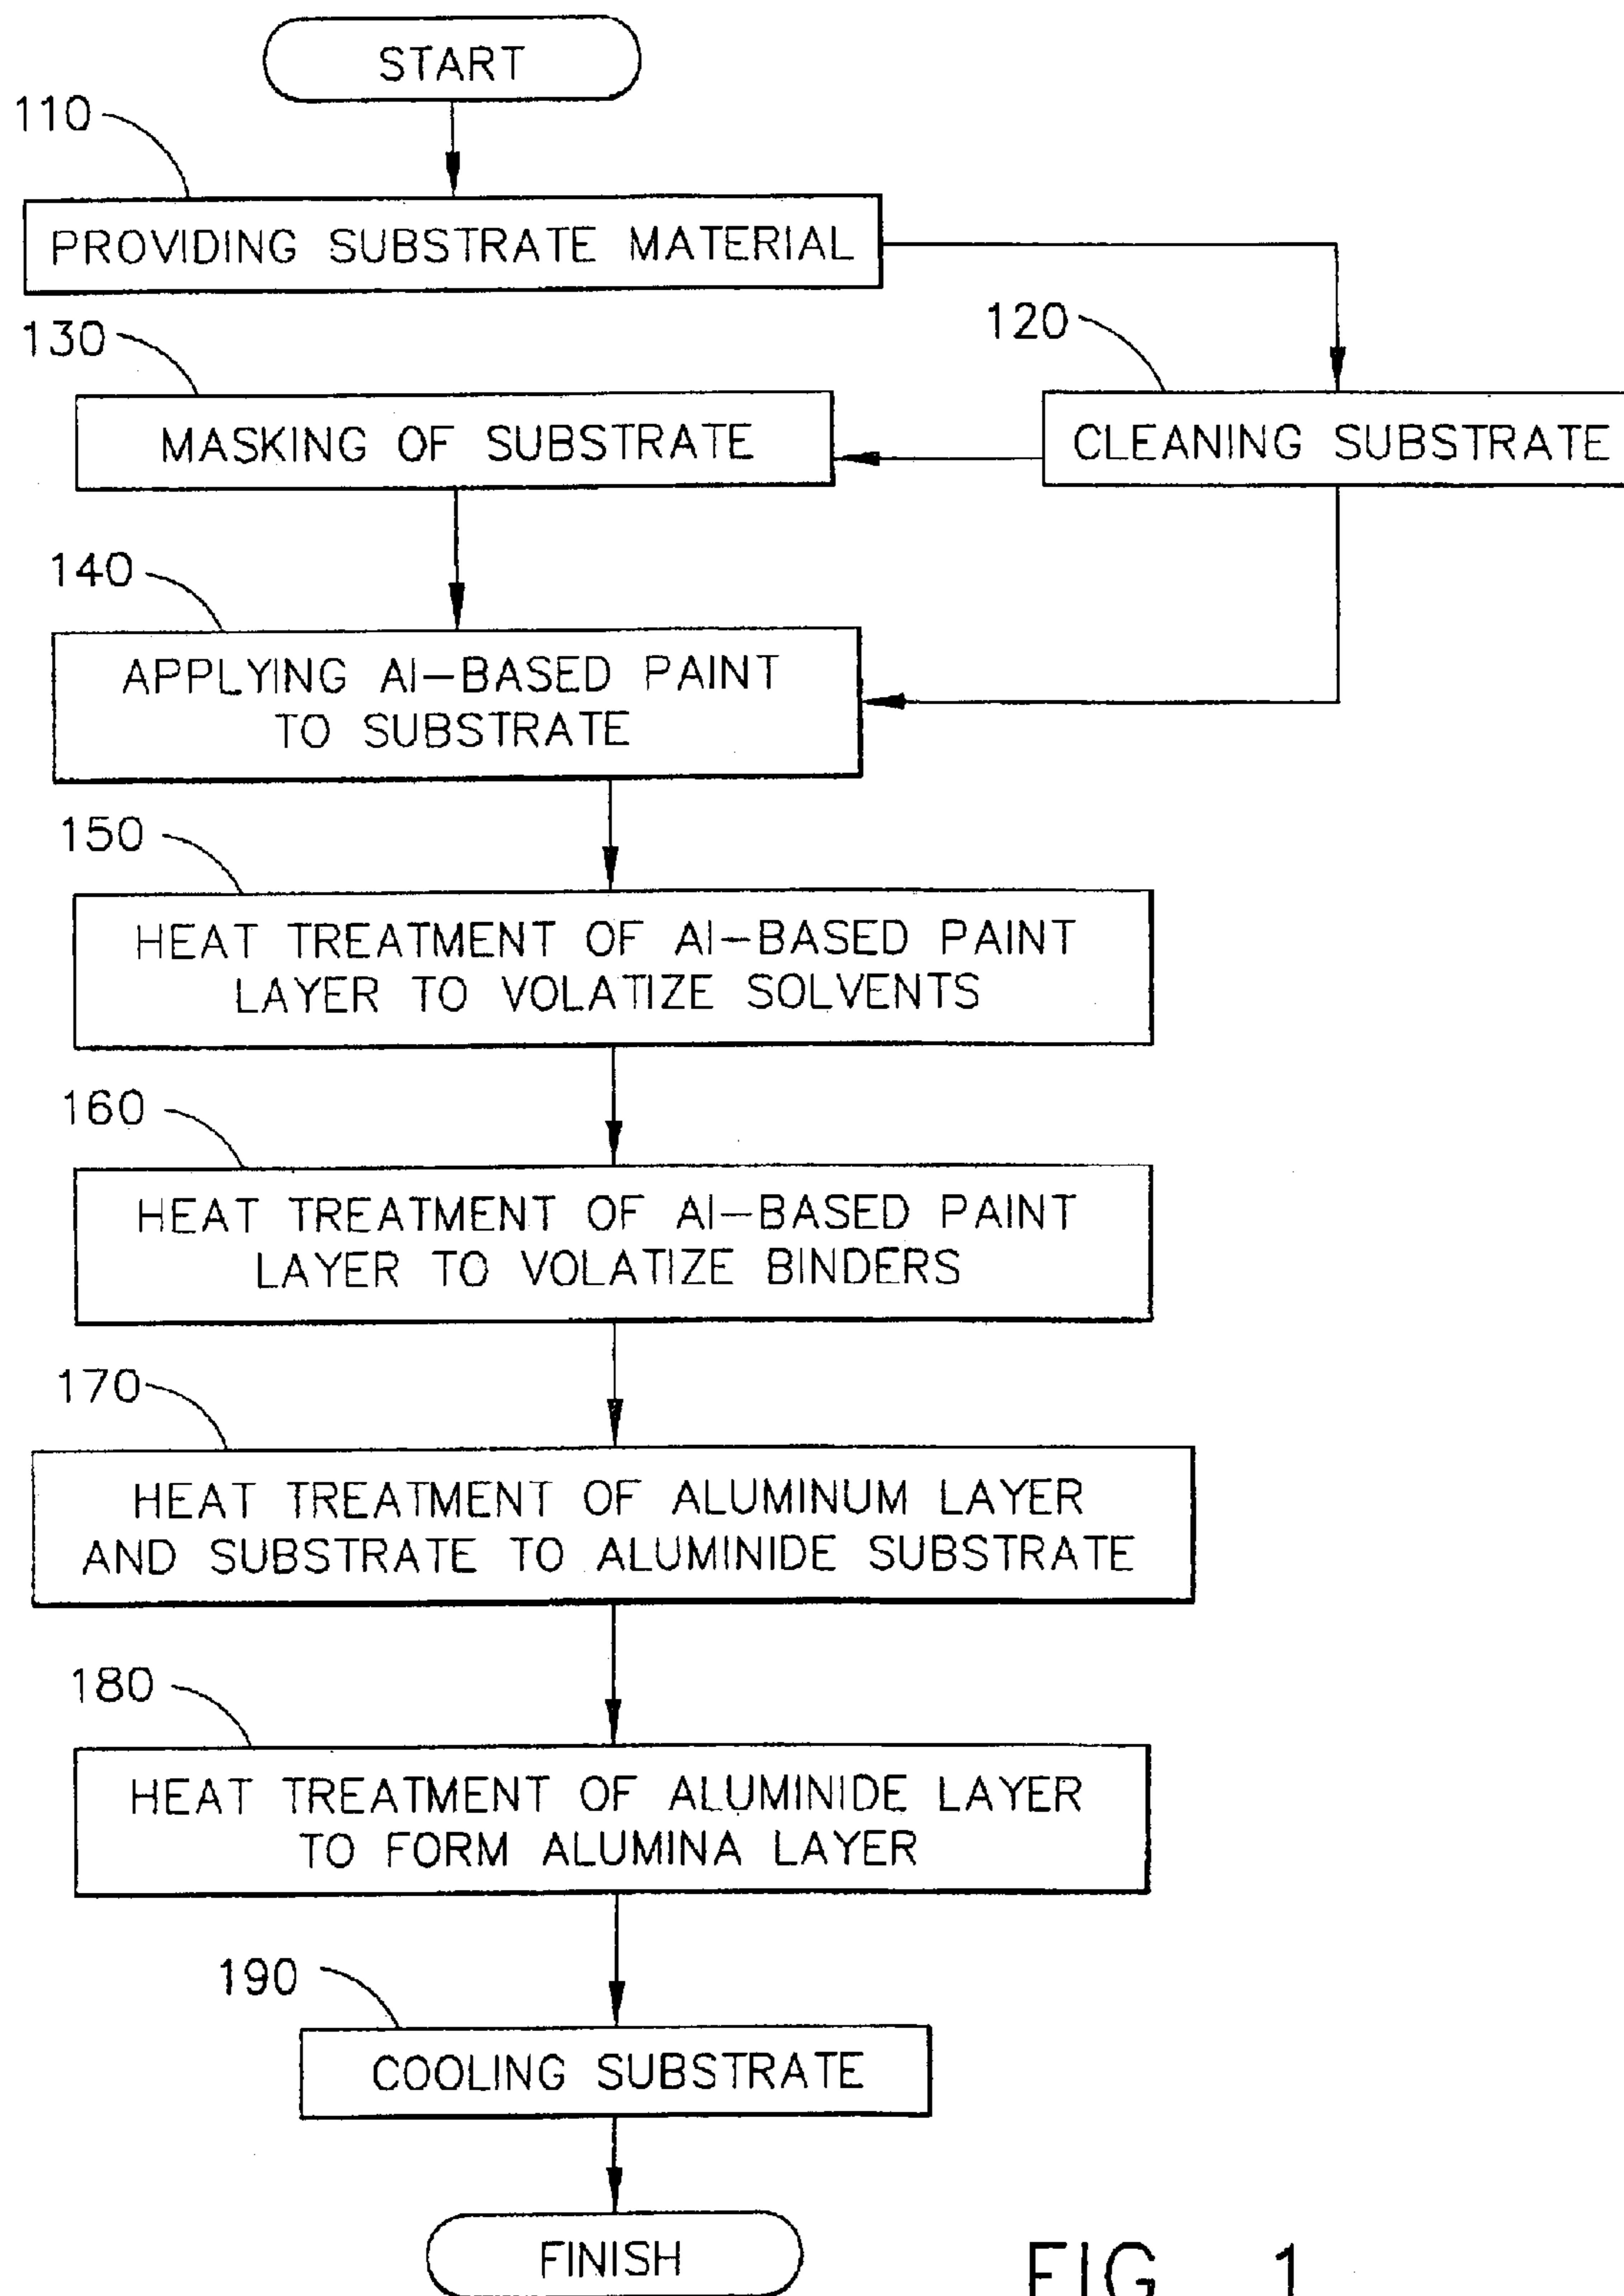 START
110
PROVIDING SUBSTRATE MATERIAL
120
CLEANING SUBSTRATE
130
MASKING OF SUBSTRATE
140
APPLYING Al-BASED PAINT
TO SUBSTRATE
150
HEAT TREATMENT OF Al-BASED PAINT
LAYER TO VOLATIZE SOLVENTS
160
HEAT TREATMENT OF Al-BASED PAINT
LAYER TO VOLATIZE BINDERS
170
HEAT TREATMENT OF ALUMINUM LAYER
AND SUBSTRATE TO ALUMINIDE SUBSTRATE
180
HEAT TREATMENT OF ALUMINIDE LAYER
TO FORM ALUMINA LAYER
190
COOLING SUBSTRATE
FINISH
FIG. 1